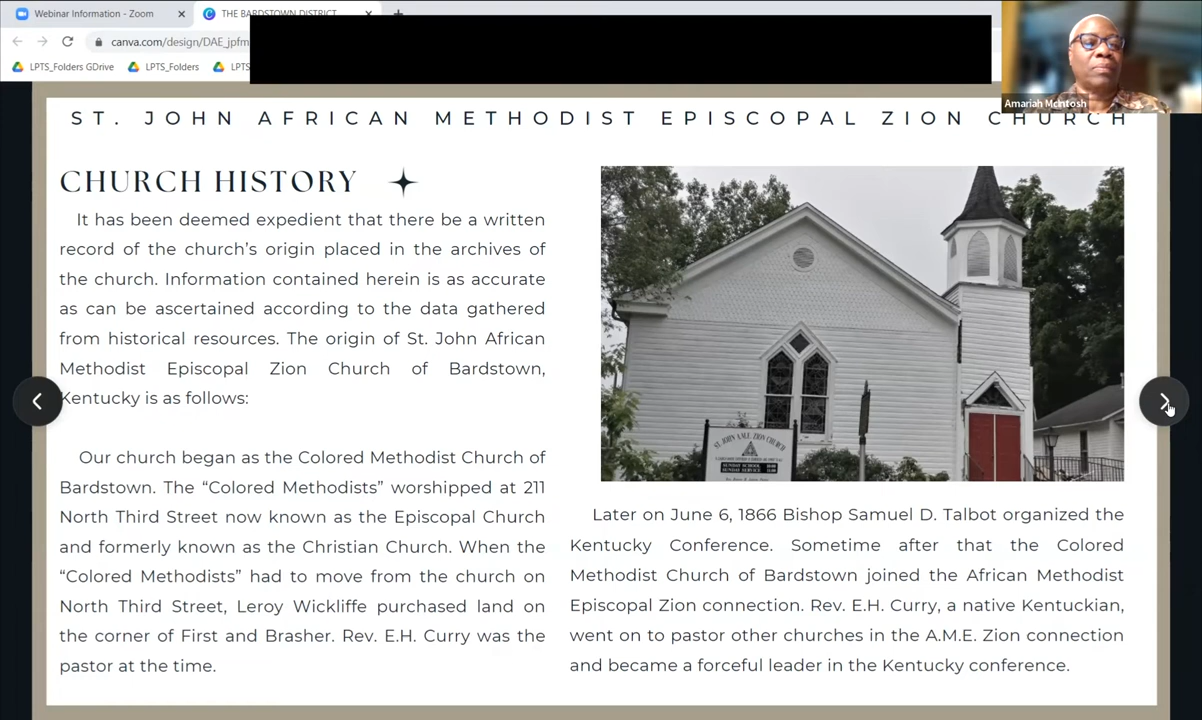 Webinar Information - Zoom
THE BARDSTOWN DISTRICT
canva.com/design/DAE_jpfm
LPTS_Folders GDrive
LPTS_Folders
LPTS
Amariah McIntosh
ST. JOHN AFRICAN METHODIST EPISCOPAL ZION CHURCH
CHURCH HISTORY
It has been deemed expedient that there be a written
record of the church's origin placed in the archives of
the church. Information contained herein is as accurate
as can be ascertained according to the data gathered
from historical resources. The origin of St. John African
Methodist Episcopal Zion Church of Bardstown,
Kentucky is as follows:
Our church began as the Colored Methodist Church of
Bardstown. The “Colored Methodists” worshipped at 211
North Third Street now known as the Episcopal Church
and formerly known as the Christian Church. When the
“Colored Methodists” had to move from the church on
North Third Street, Leroy Wickliffe purchased land on
the corner of First and Brasher. Rev. E.H. Curry was the
pastor at the time.
ST. JOHN A.M.E. ZION CHURCH
SUNDAY SCHOOL
SUNDAY SERVICE
Later on June 6, 1866 Bishop Samuel D. Talbot organized the
Kentucky Conference. Sometime after that the Colored
Methodist Church of Bardstown joined the African Methodist
Episcopal Zion connection. Rev. E.H. Curry, a native Kentuckian,
went on to pastor other churches in the A.M.E. Zion connection
and became a forceful leader in the Kentucky conference.